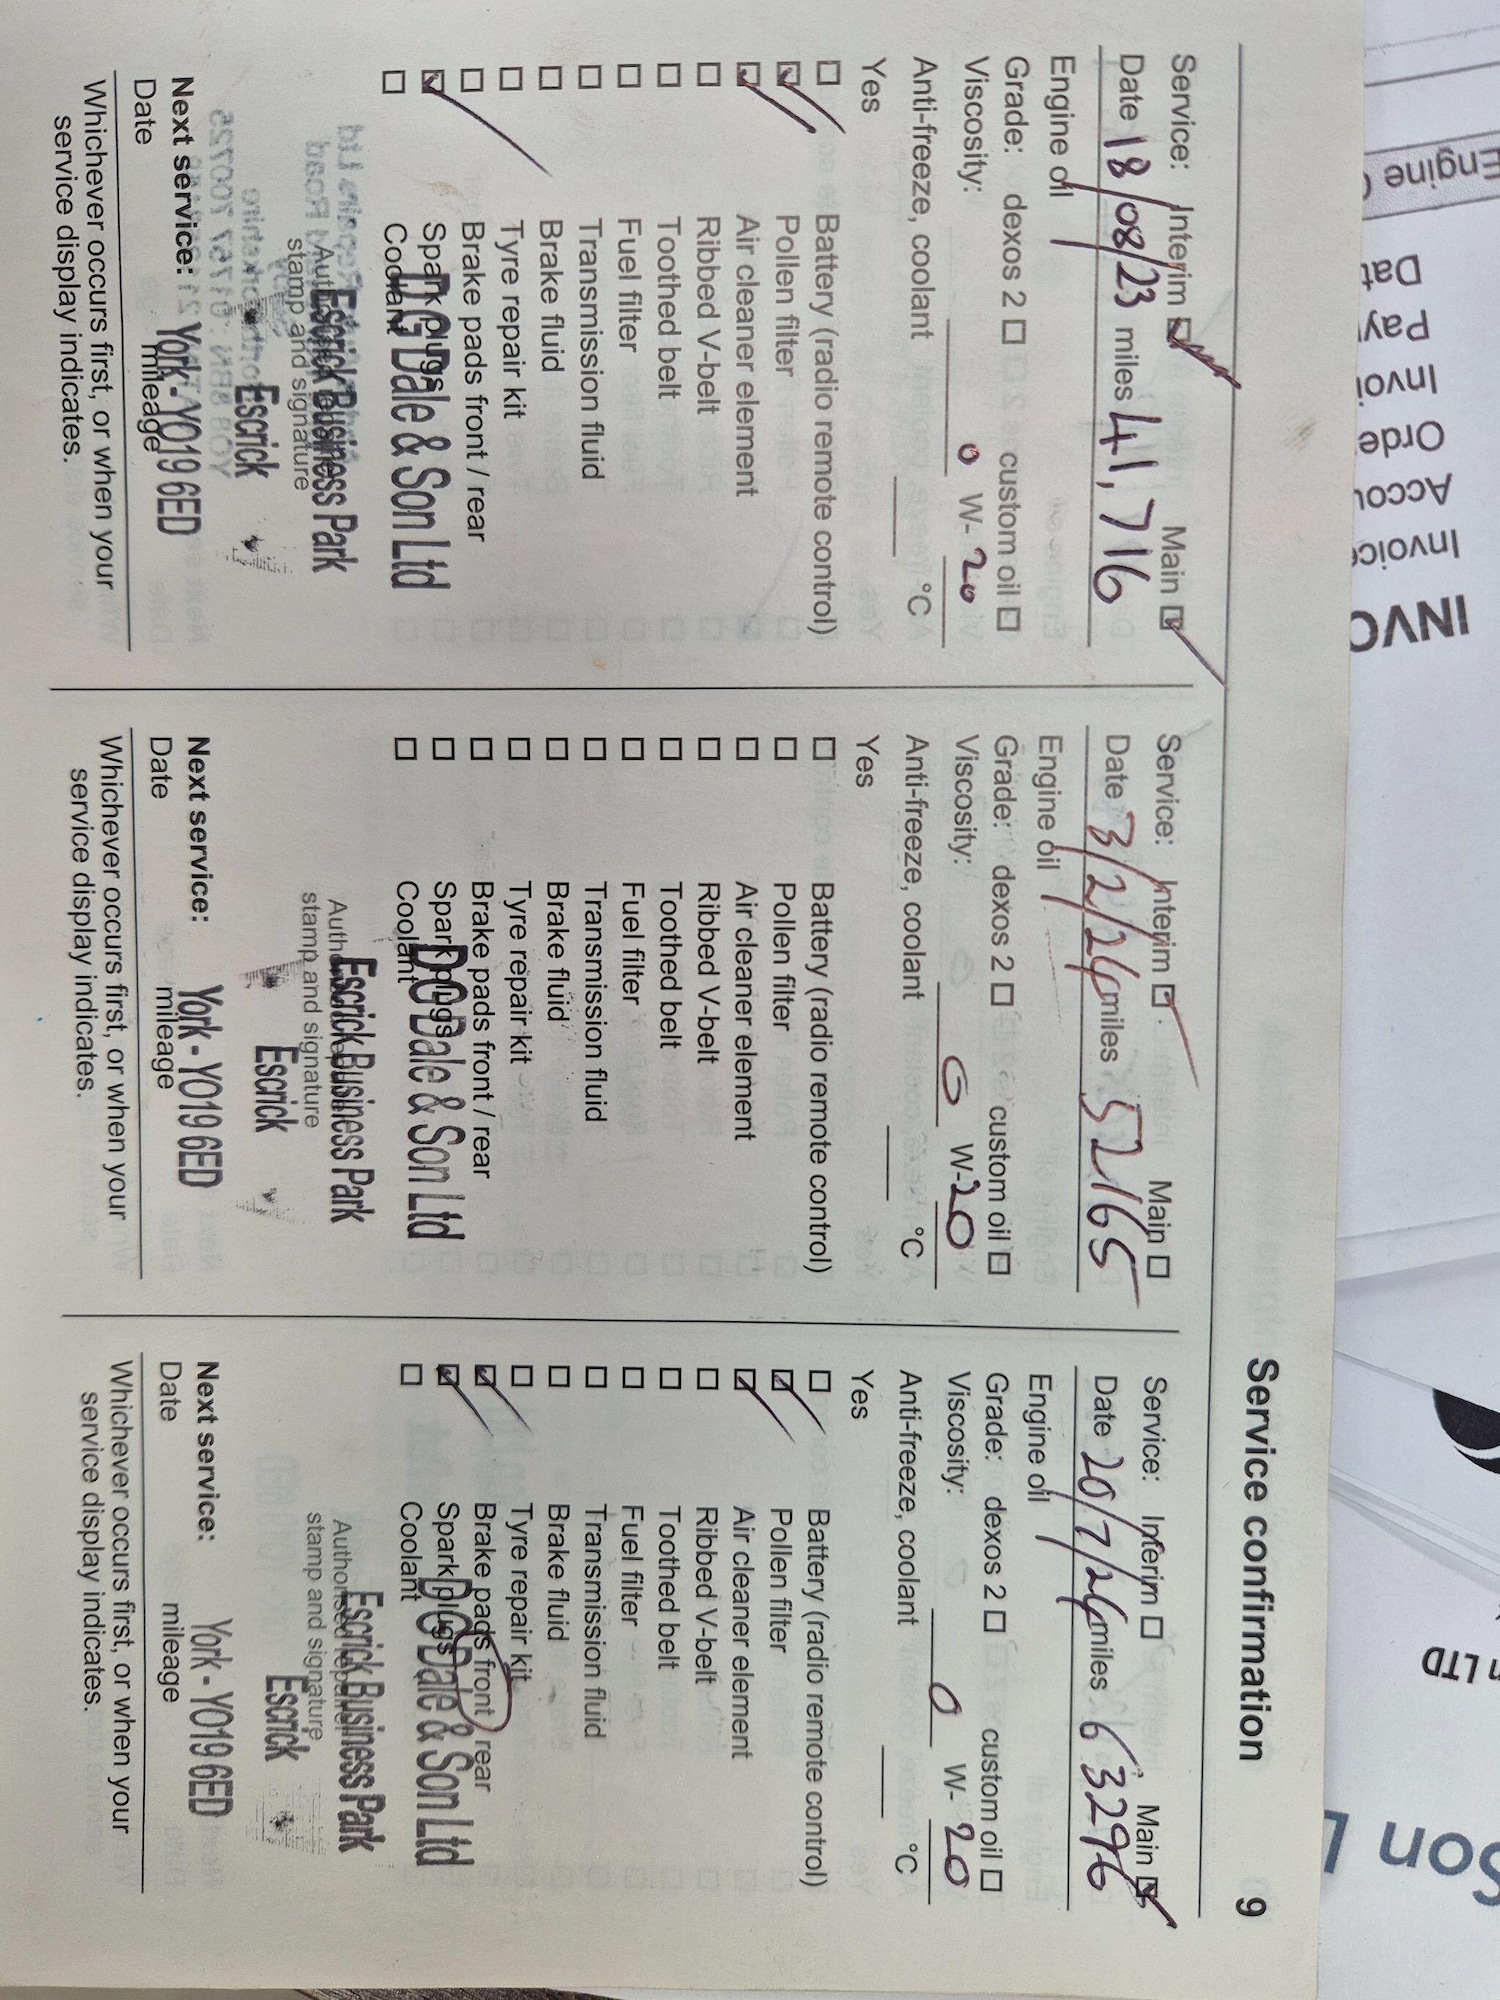 Service confirmation 9
Service: Interim ☑ Main ☑
Date 18/08/23 miles 41,716
Engine oil
Grade: dexos 2 ☐ custom oil ☐
Viscosity: 0 W- 20
Anti-freeze, coolant °C
Yes
☐ Battery (radio remote control)
☑ Pollen filter
☑ Air cleaner element
☐ Ribbed V-belt
☐ Toothed belt
☐ Fuel filter
☐ Transmission fluid
☐ Brake fluid
☐ Tyre repair kit
☐ Brake pads front / rear
☑ Spark plugs
☐ Coolant
D G Dale & Son Ltd
Escrick Business Park
stamp and signature
Escrick
York - YO19 6ED
Next service:
Date mileage
Whichever occurs first, or when your
service display indicates.
Service: Interim ☑ Main ☐
Date 3/2/24 miles 52165
Engine oil
Grade: dexos 2 ☐ custom oil ☐
Viscosity: 0 W- 20
Anti-freeze, coolant °C
Yes
☐ Battery (radio remote control)
☐ Pollen filter
☐ Air cleaner element
☐ Ribbed V-belt
☐ Toothed belt
☐ Fuel filter
☐ Transmission fluid
☐ Brake fluid
☐ Tyre repair kit
☐ Brake pads front / rear
☐ Spark plugs
☐ Coolant
D G Dale & Son Ltd
Escrick Business Park
stamp and signature
Escrick
York - YO19 6ED
Next service:
Date mileage
Whichever occurs first, or when your
service display indicates.
Service: Interim ☐ Main ☑
Date 20/7/24 miles 63296
Engine oil
Grade: dexos 2 ☐ custom oil ☐
Viscosity: 0 W- 20
Anti-freeze, coolant °C
Yes
☐ Battery (radio remote control)
☑ Pollen filter
☑ Air cleaner element
☐ Ribbed V-belt
☐ Toothed belt
☐ Fuel filter
☐ Transmission fluid
☐ Brake fluid
☐ Tyre repair kit
☑ Brake pads front / rear
☑ Spark plugs
☐ Coolant
D G Dale & Son Ltd
Escrick Business Park
Authorised repairer
stamp and signature
Escrick
York - YO19 6ED
Next service:
Date mileage
Whichever occurs first, or when your
service display indicates.
INVO
Invoice
Accou
Orde
Invoi
Pay
Dat
Engine
LTD
Son L